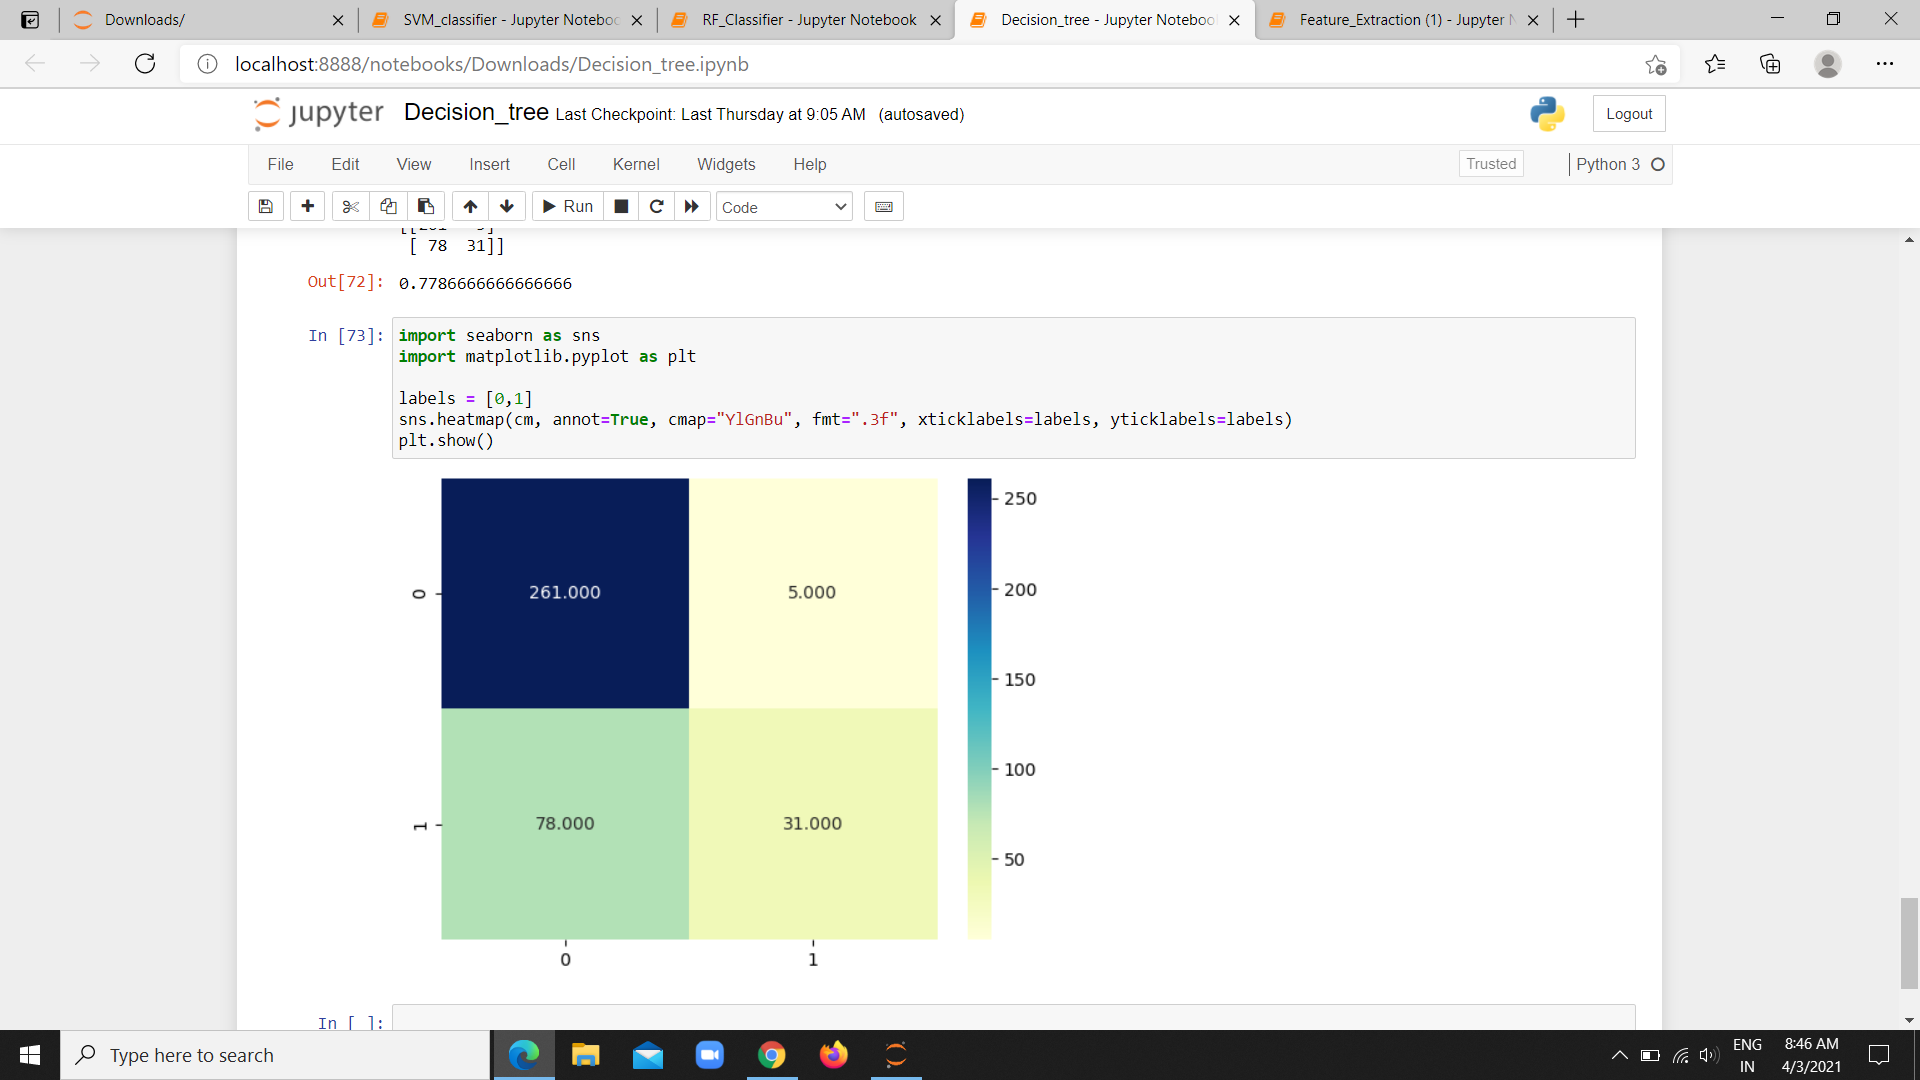 Downloads/
SVM_classifier - Jupyter Noteboo
RF_Classifier - Jupyter Notebook
Decision_tree - Jupyter Noteboo
Feature_Extraction (1) - Jupyter N
localhost:8888/notebooks/Downloads/Decision_tree.ipynb
jupyter Decision_tree Last Checkpoint: Last Thursday at 9:05 AM (autosaved)
Logout
File Edit View Insert Cell Kernel Widgets Help
Trusted
Python 3
Run
Code
[ 78 31]]
Out[72]: 0.7786666666666666
In [73]: import seaborn as sns
import matplotlib.pyplot as plt
labels = [0,1]
sns.heatmap(cm, annot=True, cmap="YlGnBu", fmt=".3f", xticklabels=labels, yticklabels=labels)
plt.show()
250
0 261.000 5.000 200
150
100
1 78.000 31.000
50
0 1
In [ ]:
Type here to search
ENG
IN
8:46 AM
4/3/2021